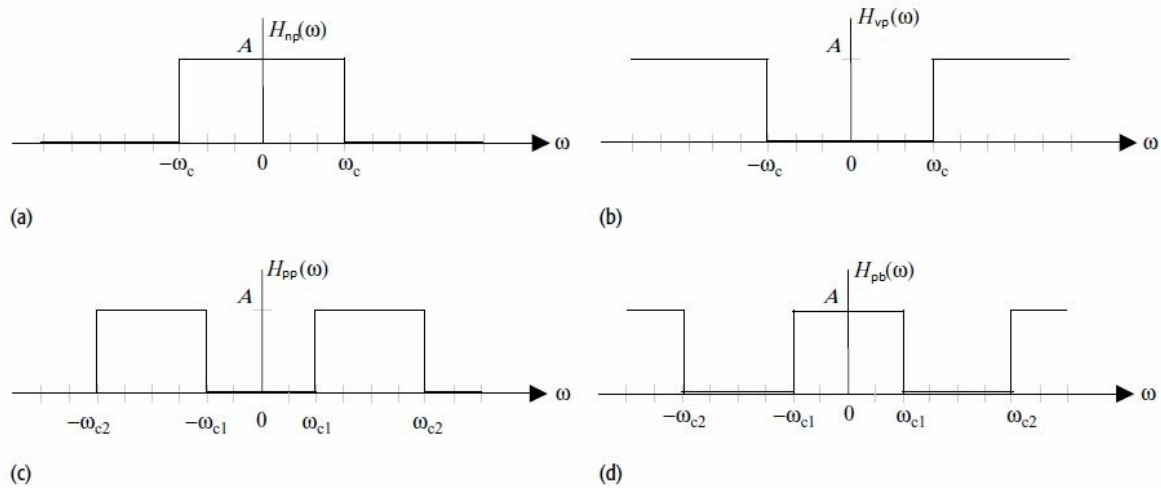 H_np(ω)
A
ω
−ω_c 0 ω_c
(a)
H_vp(ω)
A
ω
−ω_c 0 ω_c
(b)
H_pp(ω)
A
ω
−ω_c2 −ω_c1 0 ω_c1 ω_c2
(c)
H_pb(ω)
A
ω
−ω_c2 −ω_c1 0 ω_c1 ω_c2
(d)